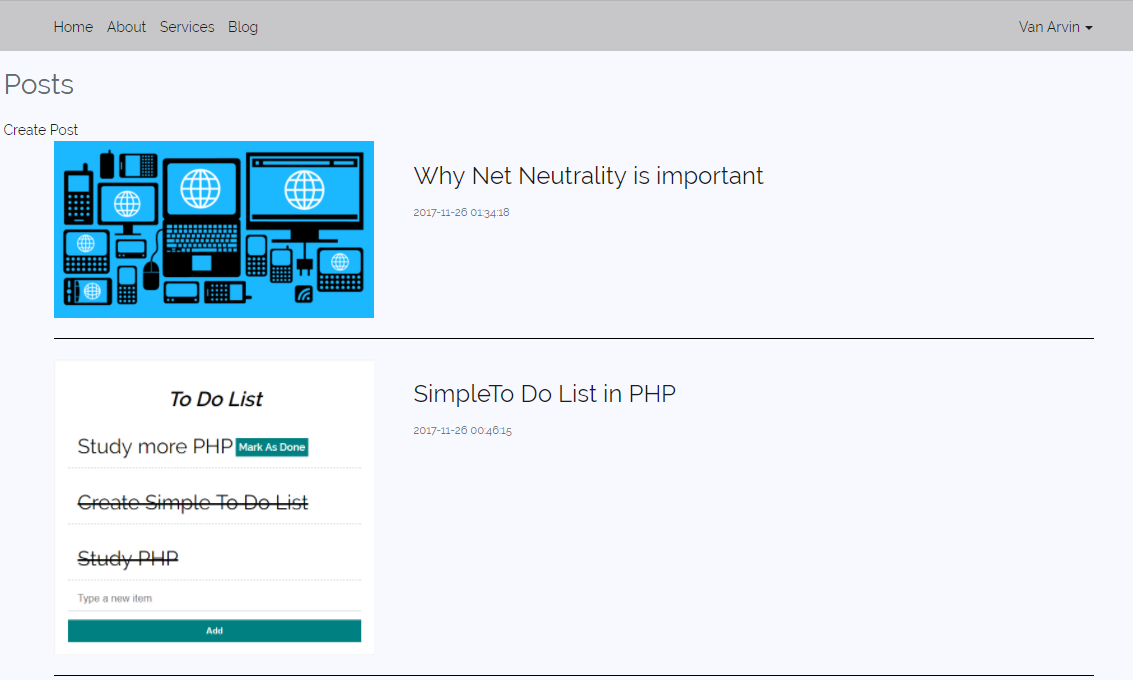 Home About Services Blog Van Arvin
Posts
Create Post
Why Net Neutrality is important
2017-11-26 01:34:18
To Do List
SimpleTo Do List in PHP
2017-11-26 00:46:15
Study more PHP Mark As Done
Create Simple To Do List
Study PHP
Type a new item
Add